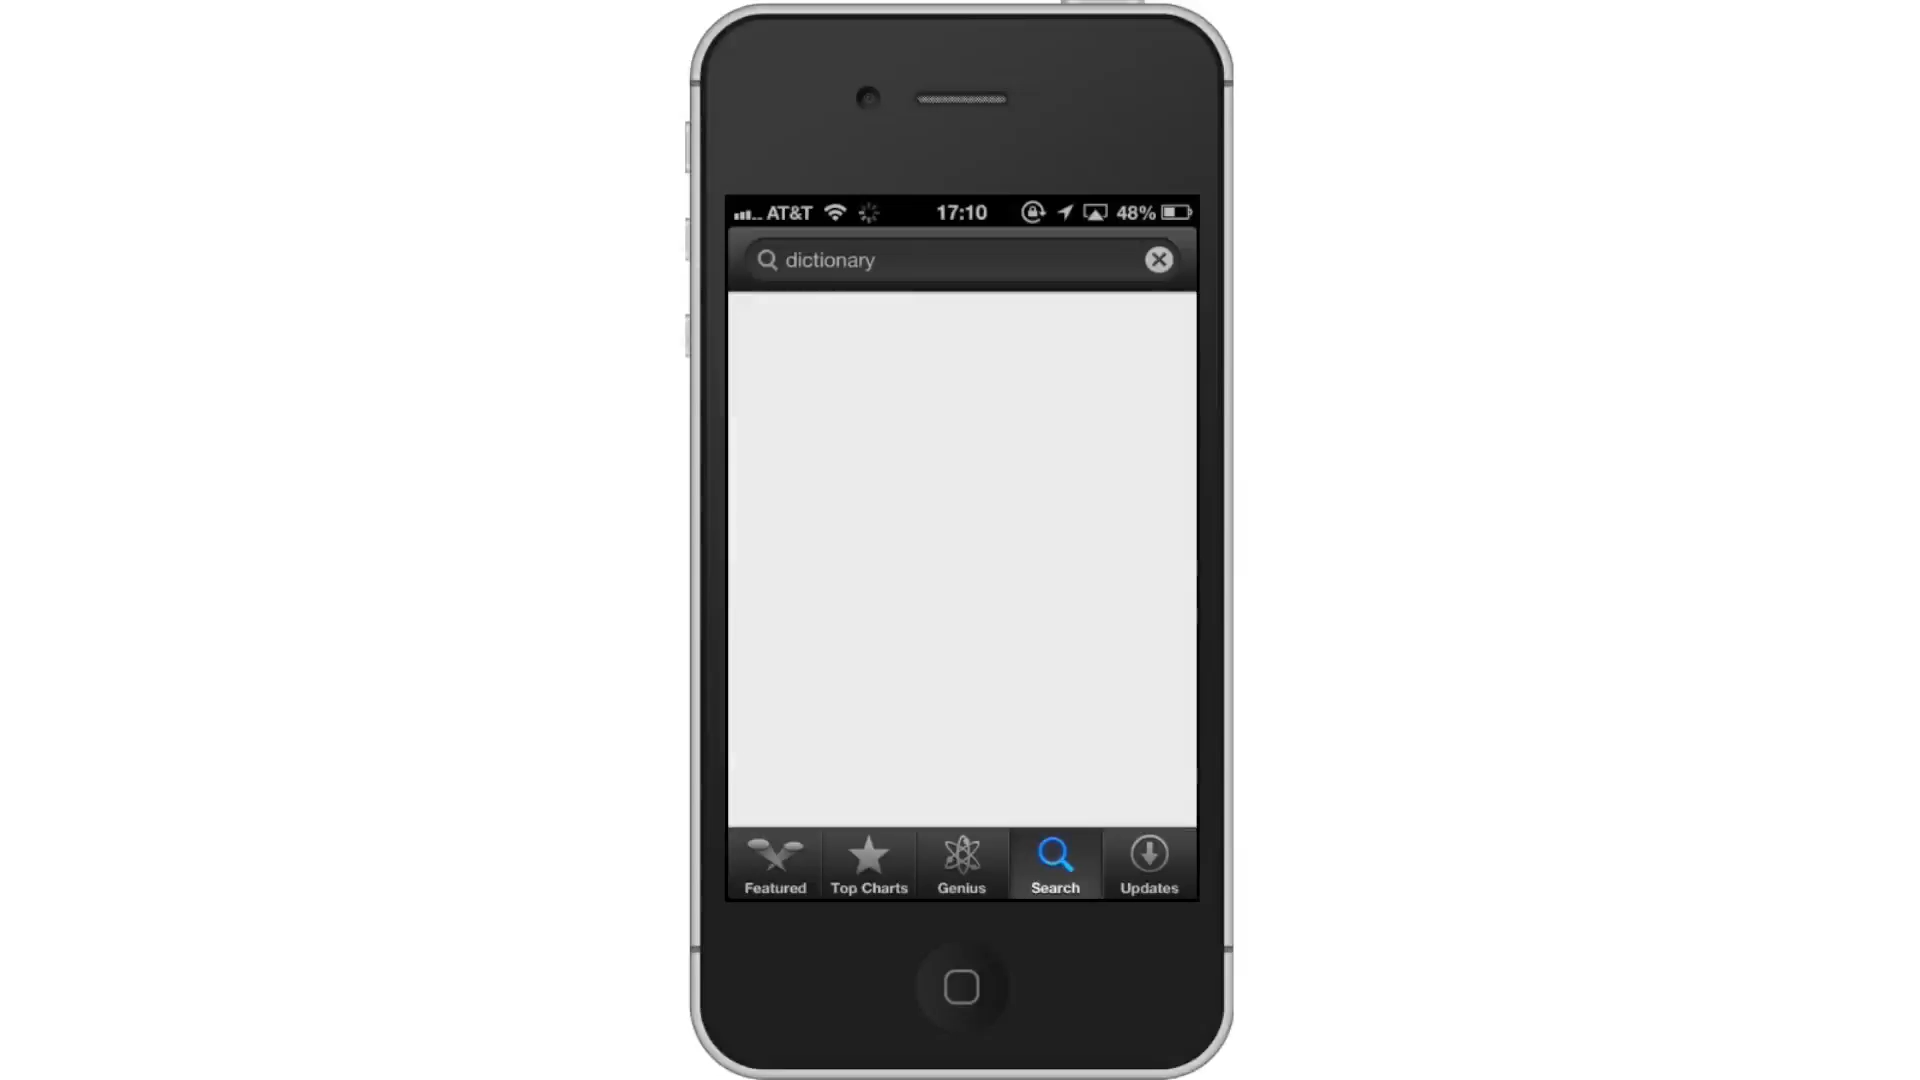 AT&T 17:10 48%
dictionary
Featured Top Charts Genius Search Updates